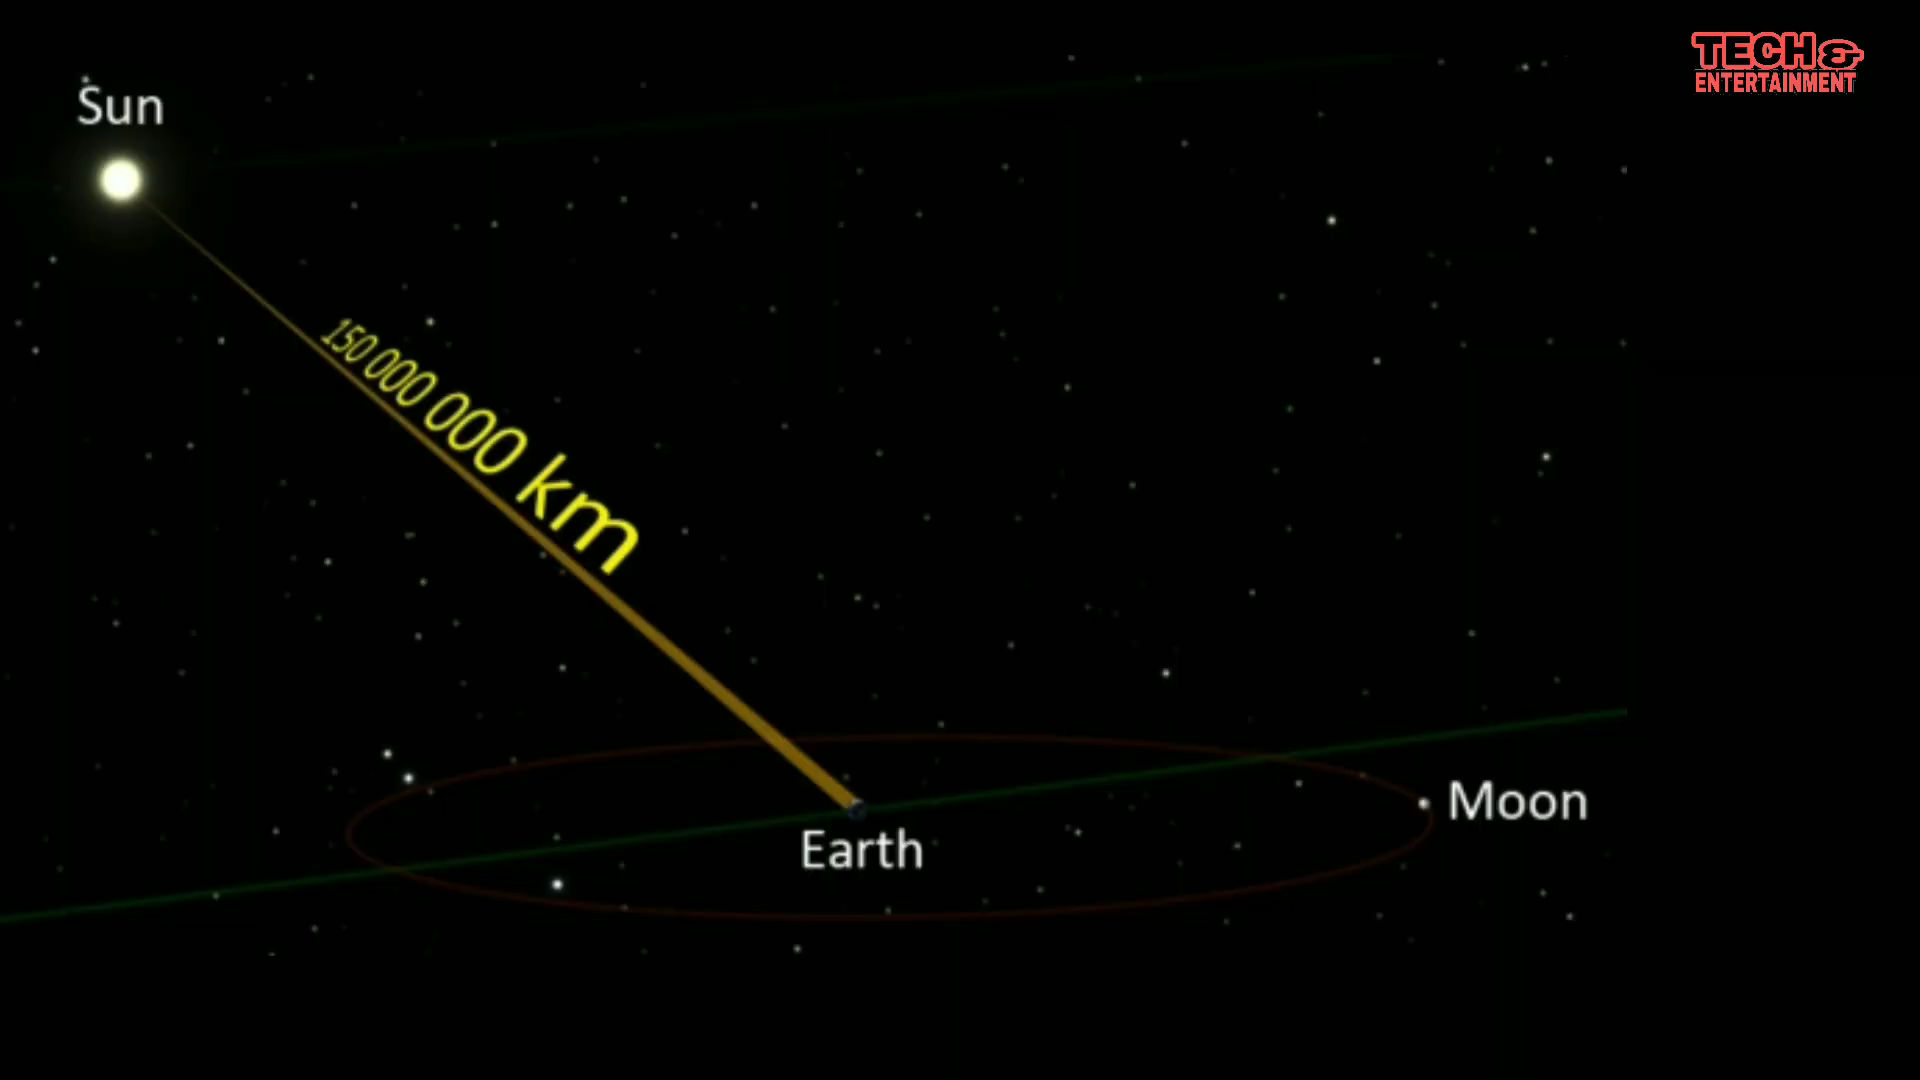 TECH &
ENTERTAINMENT
Sun
150 000 000 km
Earth
Moon